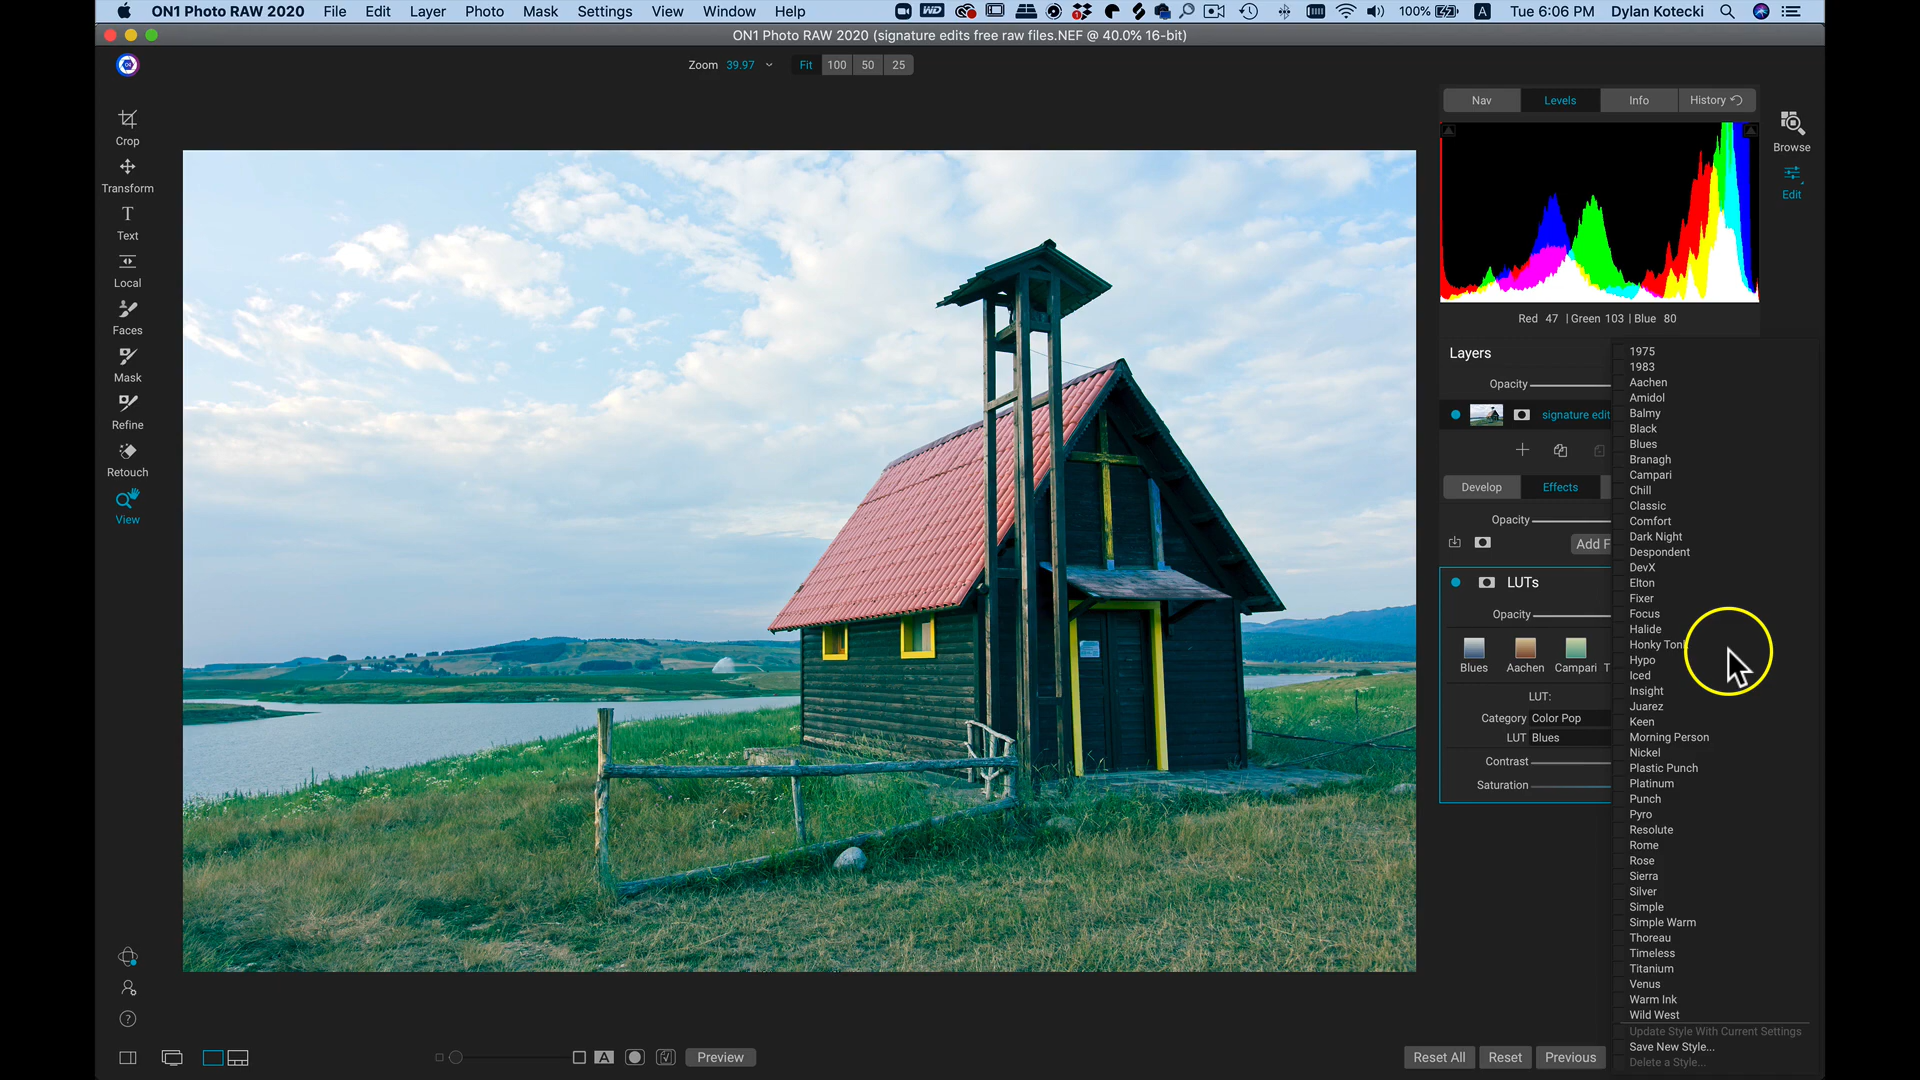 ON1 Photo RAW 2020 File Edit Layer Photo Mask Settings View Window Help 100% A Tue 6:06 PM Dylan Kotecki
ON1 Photo RAW 2020 (signature edits free raw files.NEF @ 40.0% 16-bit)
Zoom 39.97 Fit 100 50 25
Crop
Transform
Text
Local
Faces
Mask
Refine
Retouch
View
Nav Levels Info History
Browse
Edit
Red 47 | Green 103 | Blue 80
Layers
Opacity
signature edit
Develop Effects
Opacity
Add F
LUTs
Opacity
Blues Aachen Campari T
LUT:
Category Color Pop
LUT Blues
Contrast
Saturation
1975
1983
Aachen
Amidol
Balmy
Black
Blues
Branagh
Campari
Chill
Classic
Comfort
Dark Night
Despondent
DevX
Elton
Fixer
Focus
Halide
Honky Tonk
Hypo
Iced
Insight
Juarez
Keen
Morning Person
Nickel
Plastic Punch
Platinum
Punch
Pyro
Resolute
Rome
Rose
Sierra
Silver
Simple
Simple Warm
Thoreau
Timeless
Titanium
Venus
Warm Ink
Wild West
Update Style With Current Settings
Save New Style...
Delete a Style...
A Preview
Reset All Reset Previous